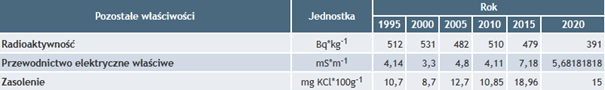 Pozostałe właściwości Jednostka Rok
1995 2000 2005 2010 2015 2020
Radioaktywność Bq*kg-1 512 531 482 510 479 391
Przewodnictwo elektryczne właściwe mS*m-1 4,14 3,3 4,8 4,11 7,18 5,68181818
Zasolenie mg KCl*100g-1 10,7 8,7 12,7 10,85 18,96 15